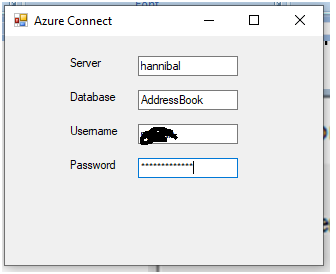 Azure Connect
Server hannibal
Database AddressBook
Username
Password *************